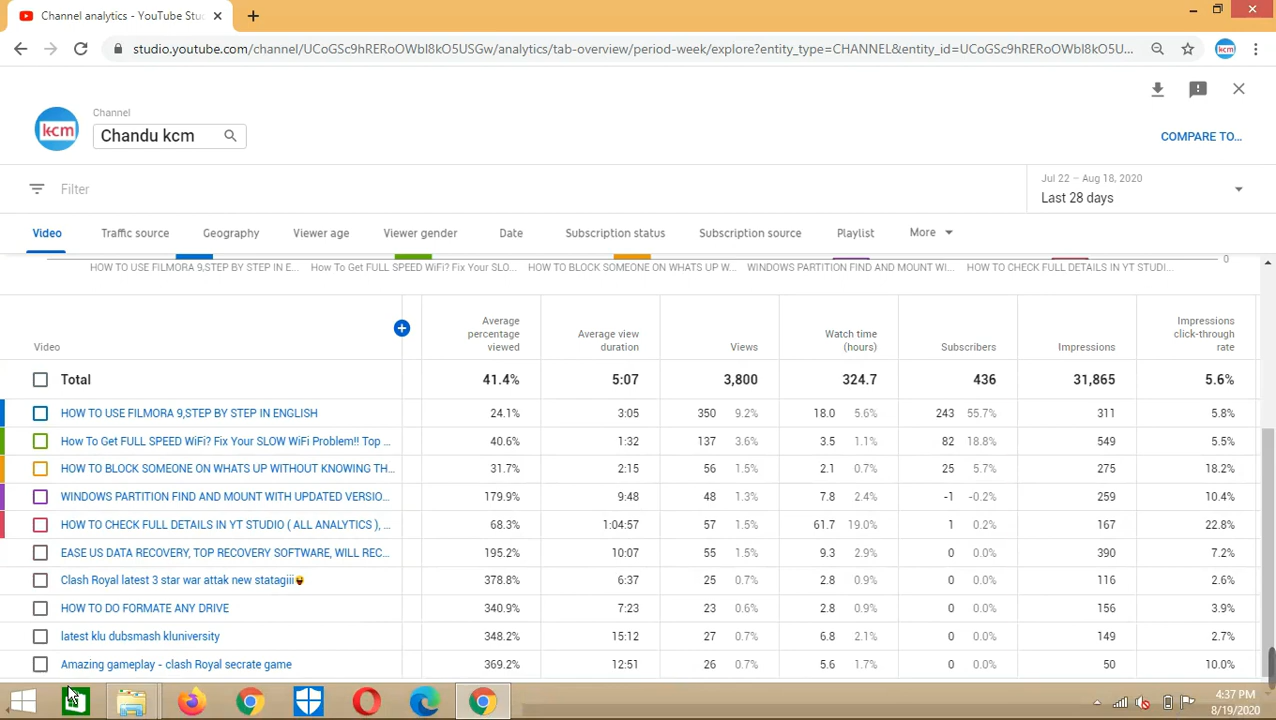 Channel analytics - YouTube Stu
studio.youtube.com/channel/UCoGSc9hRERoOWbI8kO5USGw/analytics/tab-overview/period-week/explore?entity_type=CHANNEL&entity_id=UCoGSc9hRERoOWbI8kO5U...
kcm
Channel
kcm
Chandu kcm
COMPARE TO...
Filter
Jul 22 – Aug 18, 2020
Last 28 days
Video Traffic source Geography Viewer age Viewer gender Date Subscription status Subscription source Playlist More
0
HOW TO USE FILMORA 9,STEP BY STEP IN E... How To Get FULL SPEED WiFi? Fix Your SLO... HOW TO BLOCK SOMEONE ON WHATS UP W... WINDOWS PARTITION FIND AND MOUNT WI... HOW TO CHECK FULL DETAILS IN YT STUDI...
Video Average percentage viewed Average view duration Views Watch time (hours) Subscribers Impressions Impressions click-through rate
Total 41.4% 5:07 3,800 324.7 436 31,865 5.6%
HOW TO USE FILMORA 9,STEP BY STEP IN ENGLISH 24.1% 3:05 350 9.2% 18.0 5.6% 243 55.7% 311 5.8%
How To Get FULL SPEED WiFi? Fix Your SLOW WiFi Problem!! Top ... 40.6% 1:32 137 3.6% 3.5 1.1% 82 18.8% 549 5.5%
HOW TO BLOCK SOMEONE ON WHATS UP WITHOUT KNOWING TH... 31.7% 2:15 56 1.5% 2.1 0.7% 25 5.7% 275 18.2%
WINDOWS PARTITION FIND AND MOUNT WITH UPDATED VERSIO... 179.9% 9:48 48 1.3% 7.8 2.4% -1 -0.2% 259 10.4%
HOW TO CHECK FULL DETAILS IN YT STUDIO ( ALL ANALYTICS ), ... 68.3% 1:04:57 57 1.5% 61.7 19.0% 1 0.2% 167 22.8%
EASE US DATA RECOVERY, TOP RECOVERY SOFTWARE, WILL REC... 195.2% 10:07 55 1.5% 9.3 2.9% 0 0.0% 390 7.2%
Clash Royal latest 3 star war attak new statagiii 378.8% 6:37 25 0.7% 2.8 0.9% 0 0.0% 116 2.6%
HOW TO DO FORMATE ANY DRIVE 340.9% 7:23 23 0.6% 2.8 0.9% 0 0.0% 156 3.9%
latest klu dubsmash kluniversity 348.2% 15:12 27 0.7% 6.8 2.1% 0 0.0% 149 2.7%
Amazing gameplay - clash Royal secrate game 369.2% 12:51 26 0.7% 5.6 1.7% 0 0.0% 50 10.0%
4:37 PM
8/19/2020